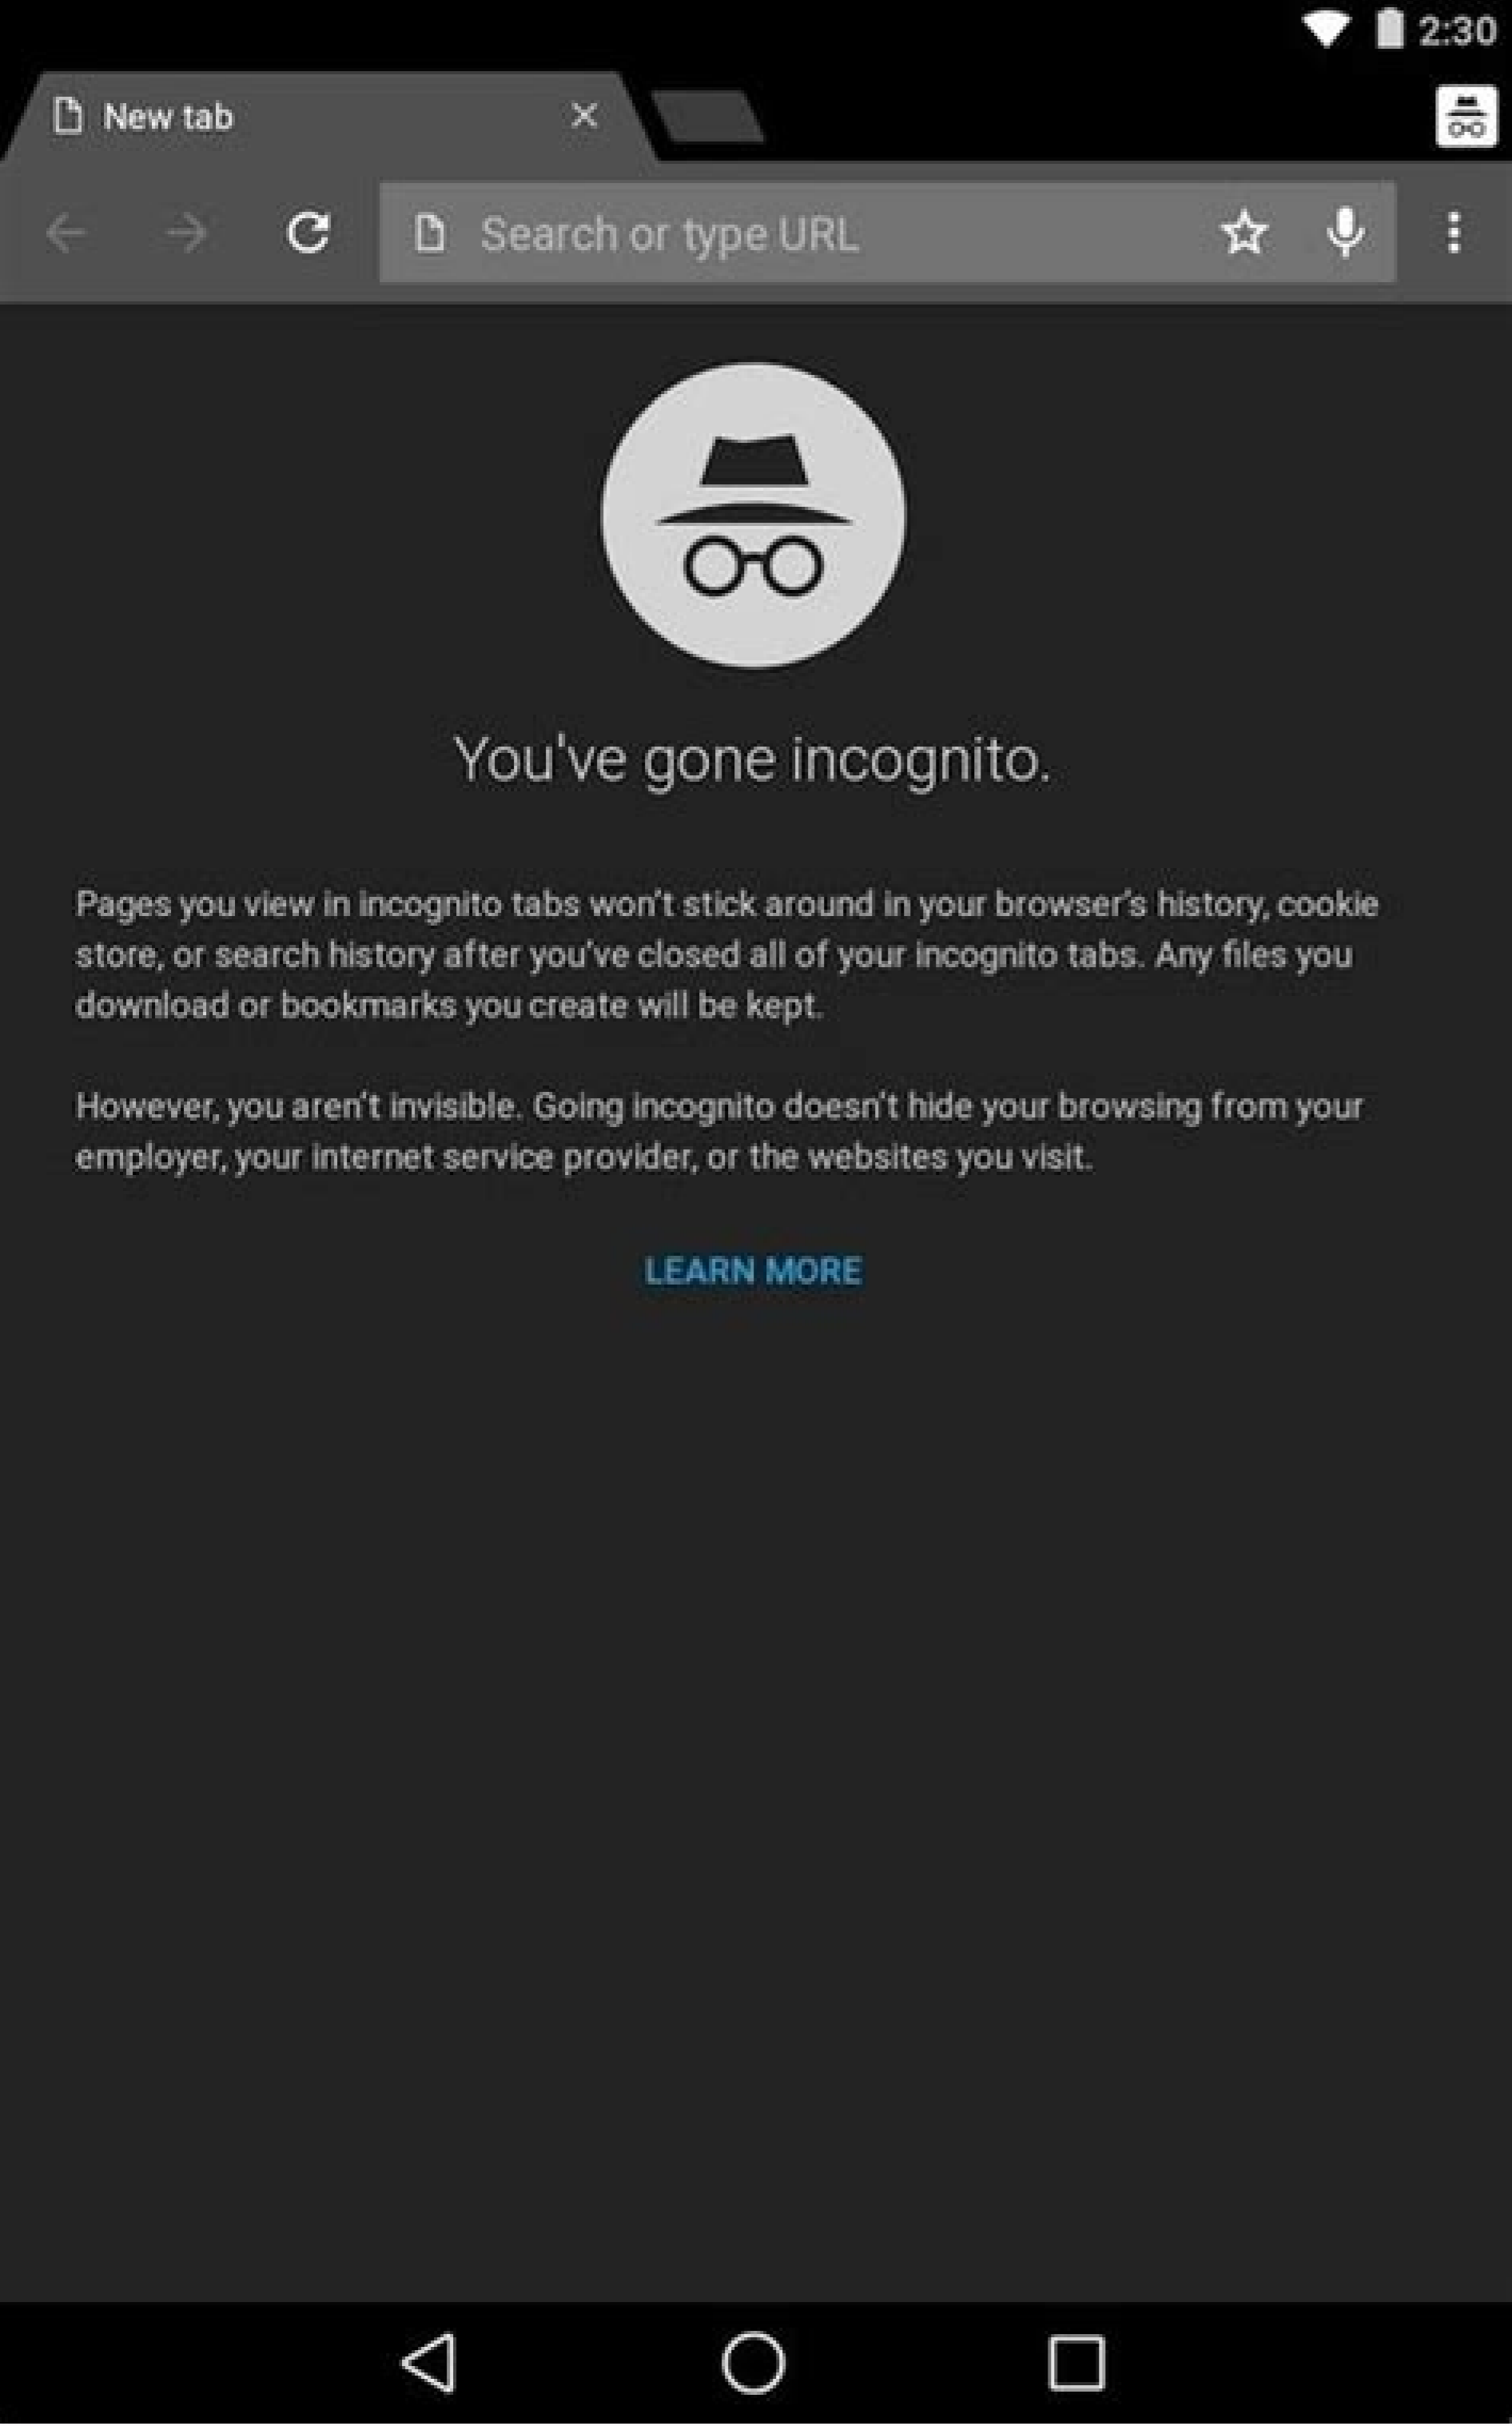 2:30
New tab
Search or type URL
You've gone incognito.
Pages you view in incognito tabs won’t stick around in your browser’s history, cookie
store, or search history after you’ve closed all of your incognito tabs. Any files you
download or bookmarks you create will be kept.
However, you aren’t invisible. Going incognito doesn’t hide your browsing from your
employer, your internet service provider, or the websites you visit.
LEARN MORE